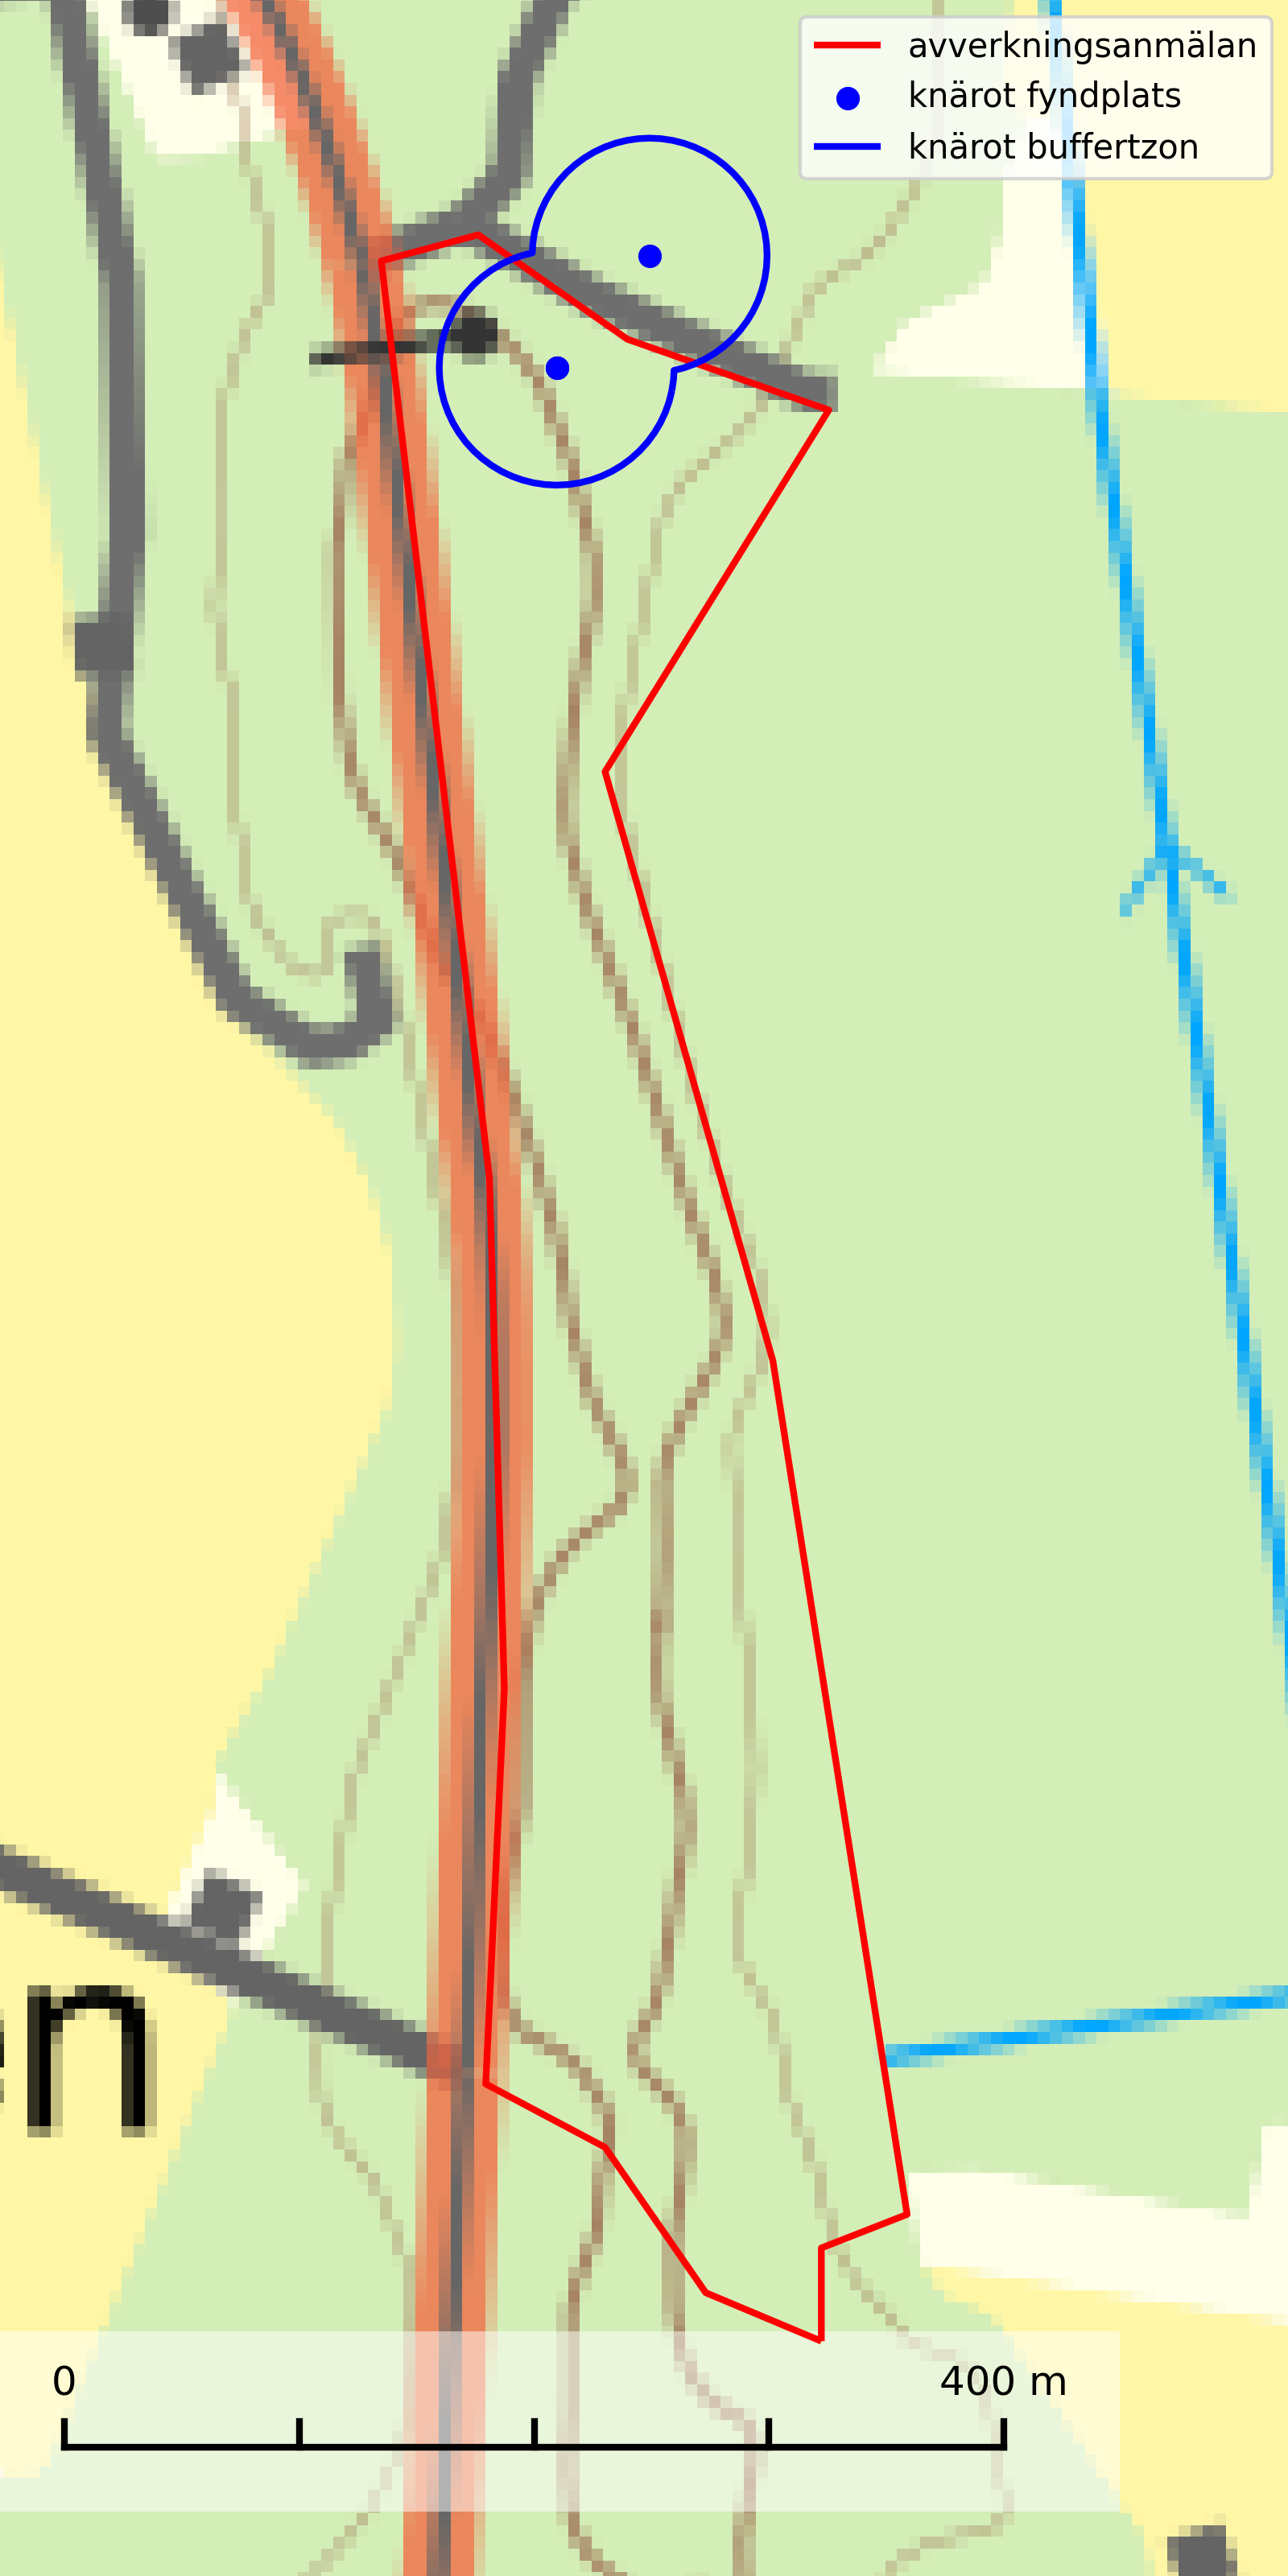 avverkningsanmälan
knärot fyndplats
knärot buffertzon
n
0 400 m